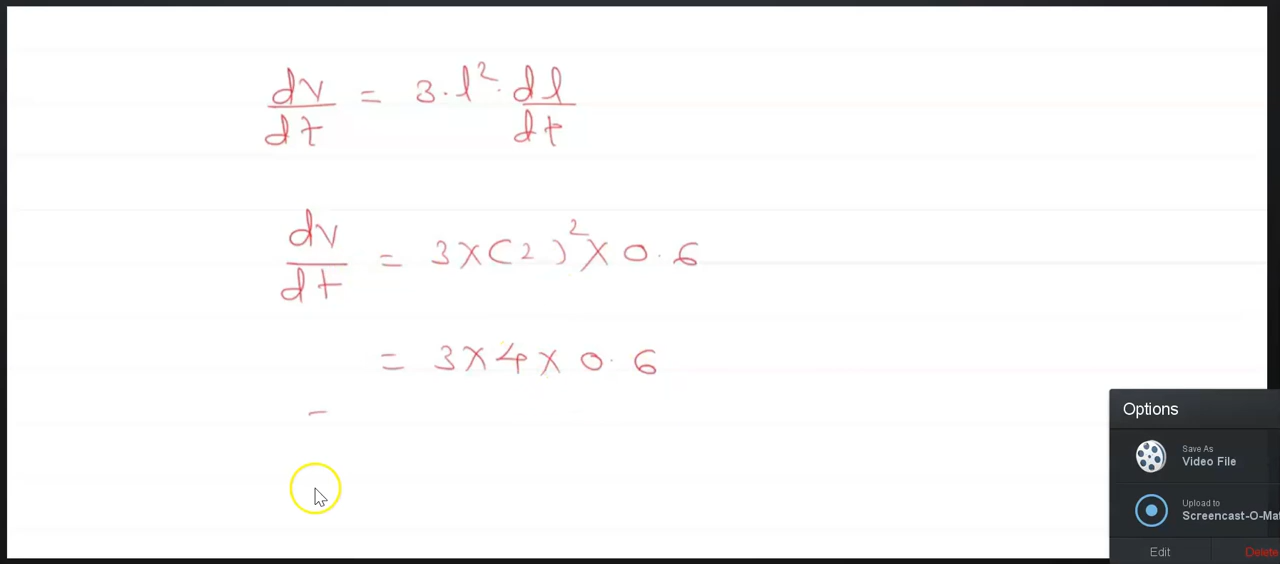 dv/dt = 3·l²·dl/dt
dv/dt = 3×(2)²×0.6
= 3×4×0.6
Options
Save As
Video File
Upload to
Screencast-O-Mat
Edit
Delete